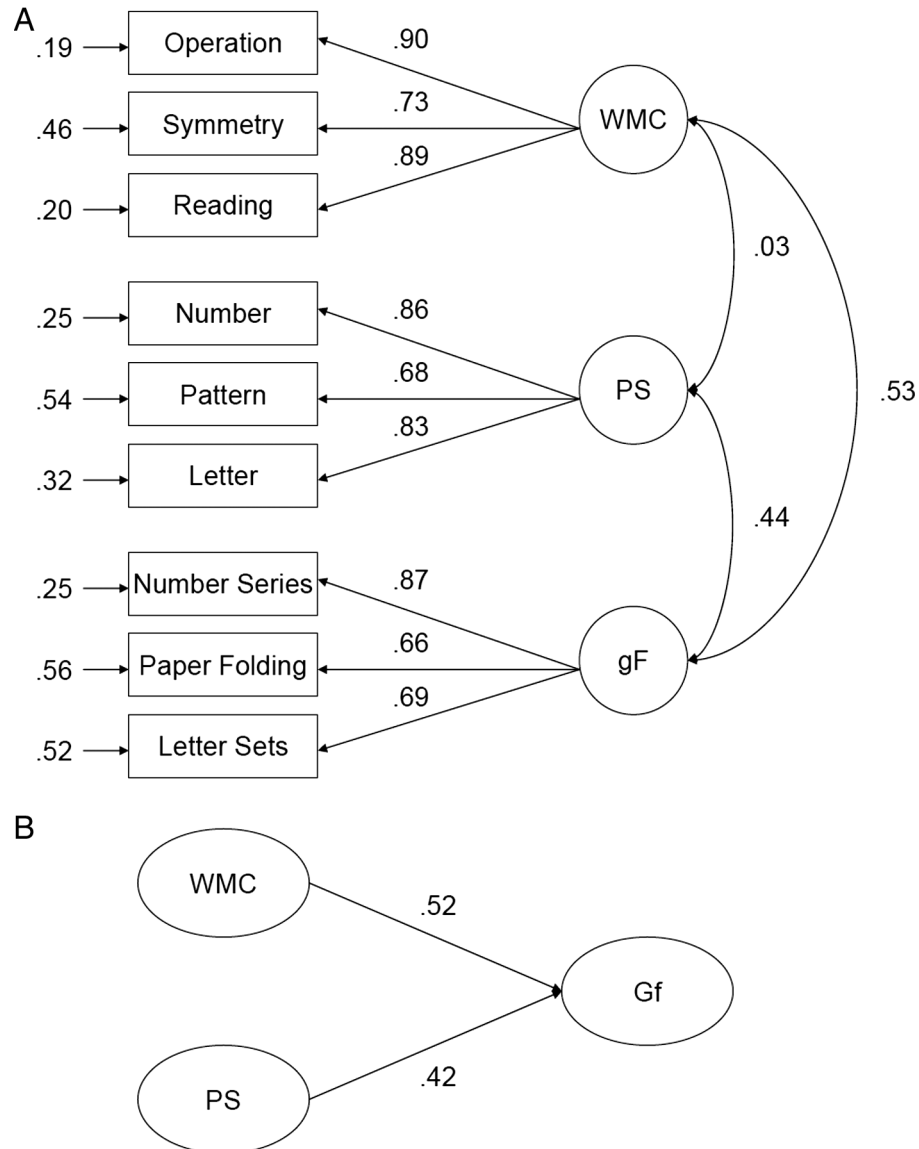 A
.19
Operation
.90
WMC
.46
Symmetry
.73
.20
Reading
.89
.03
.25
Number
.86
PS
.54
Pattern
.68
.53
.32
Letter
.83
.44
.25
Number Series
.87
gF
.56
Paper Folding
.66
.52
Letter Sets
.69
B
WMC
.52
Gf
PS
.42